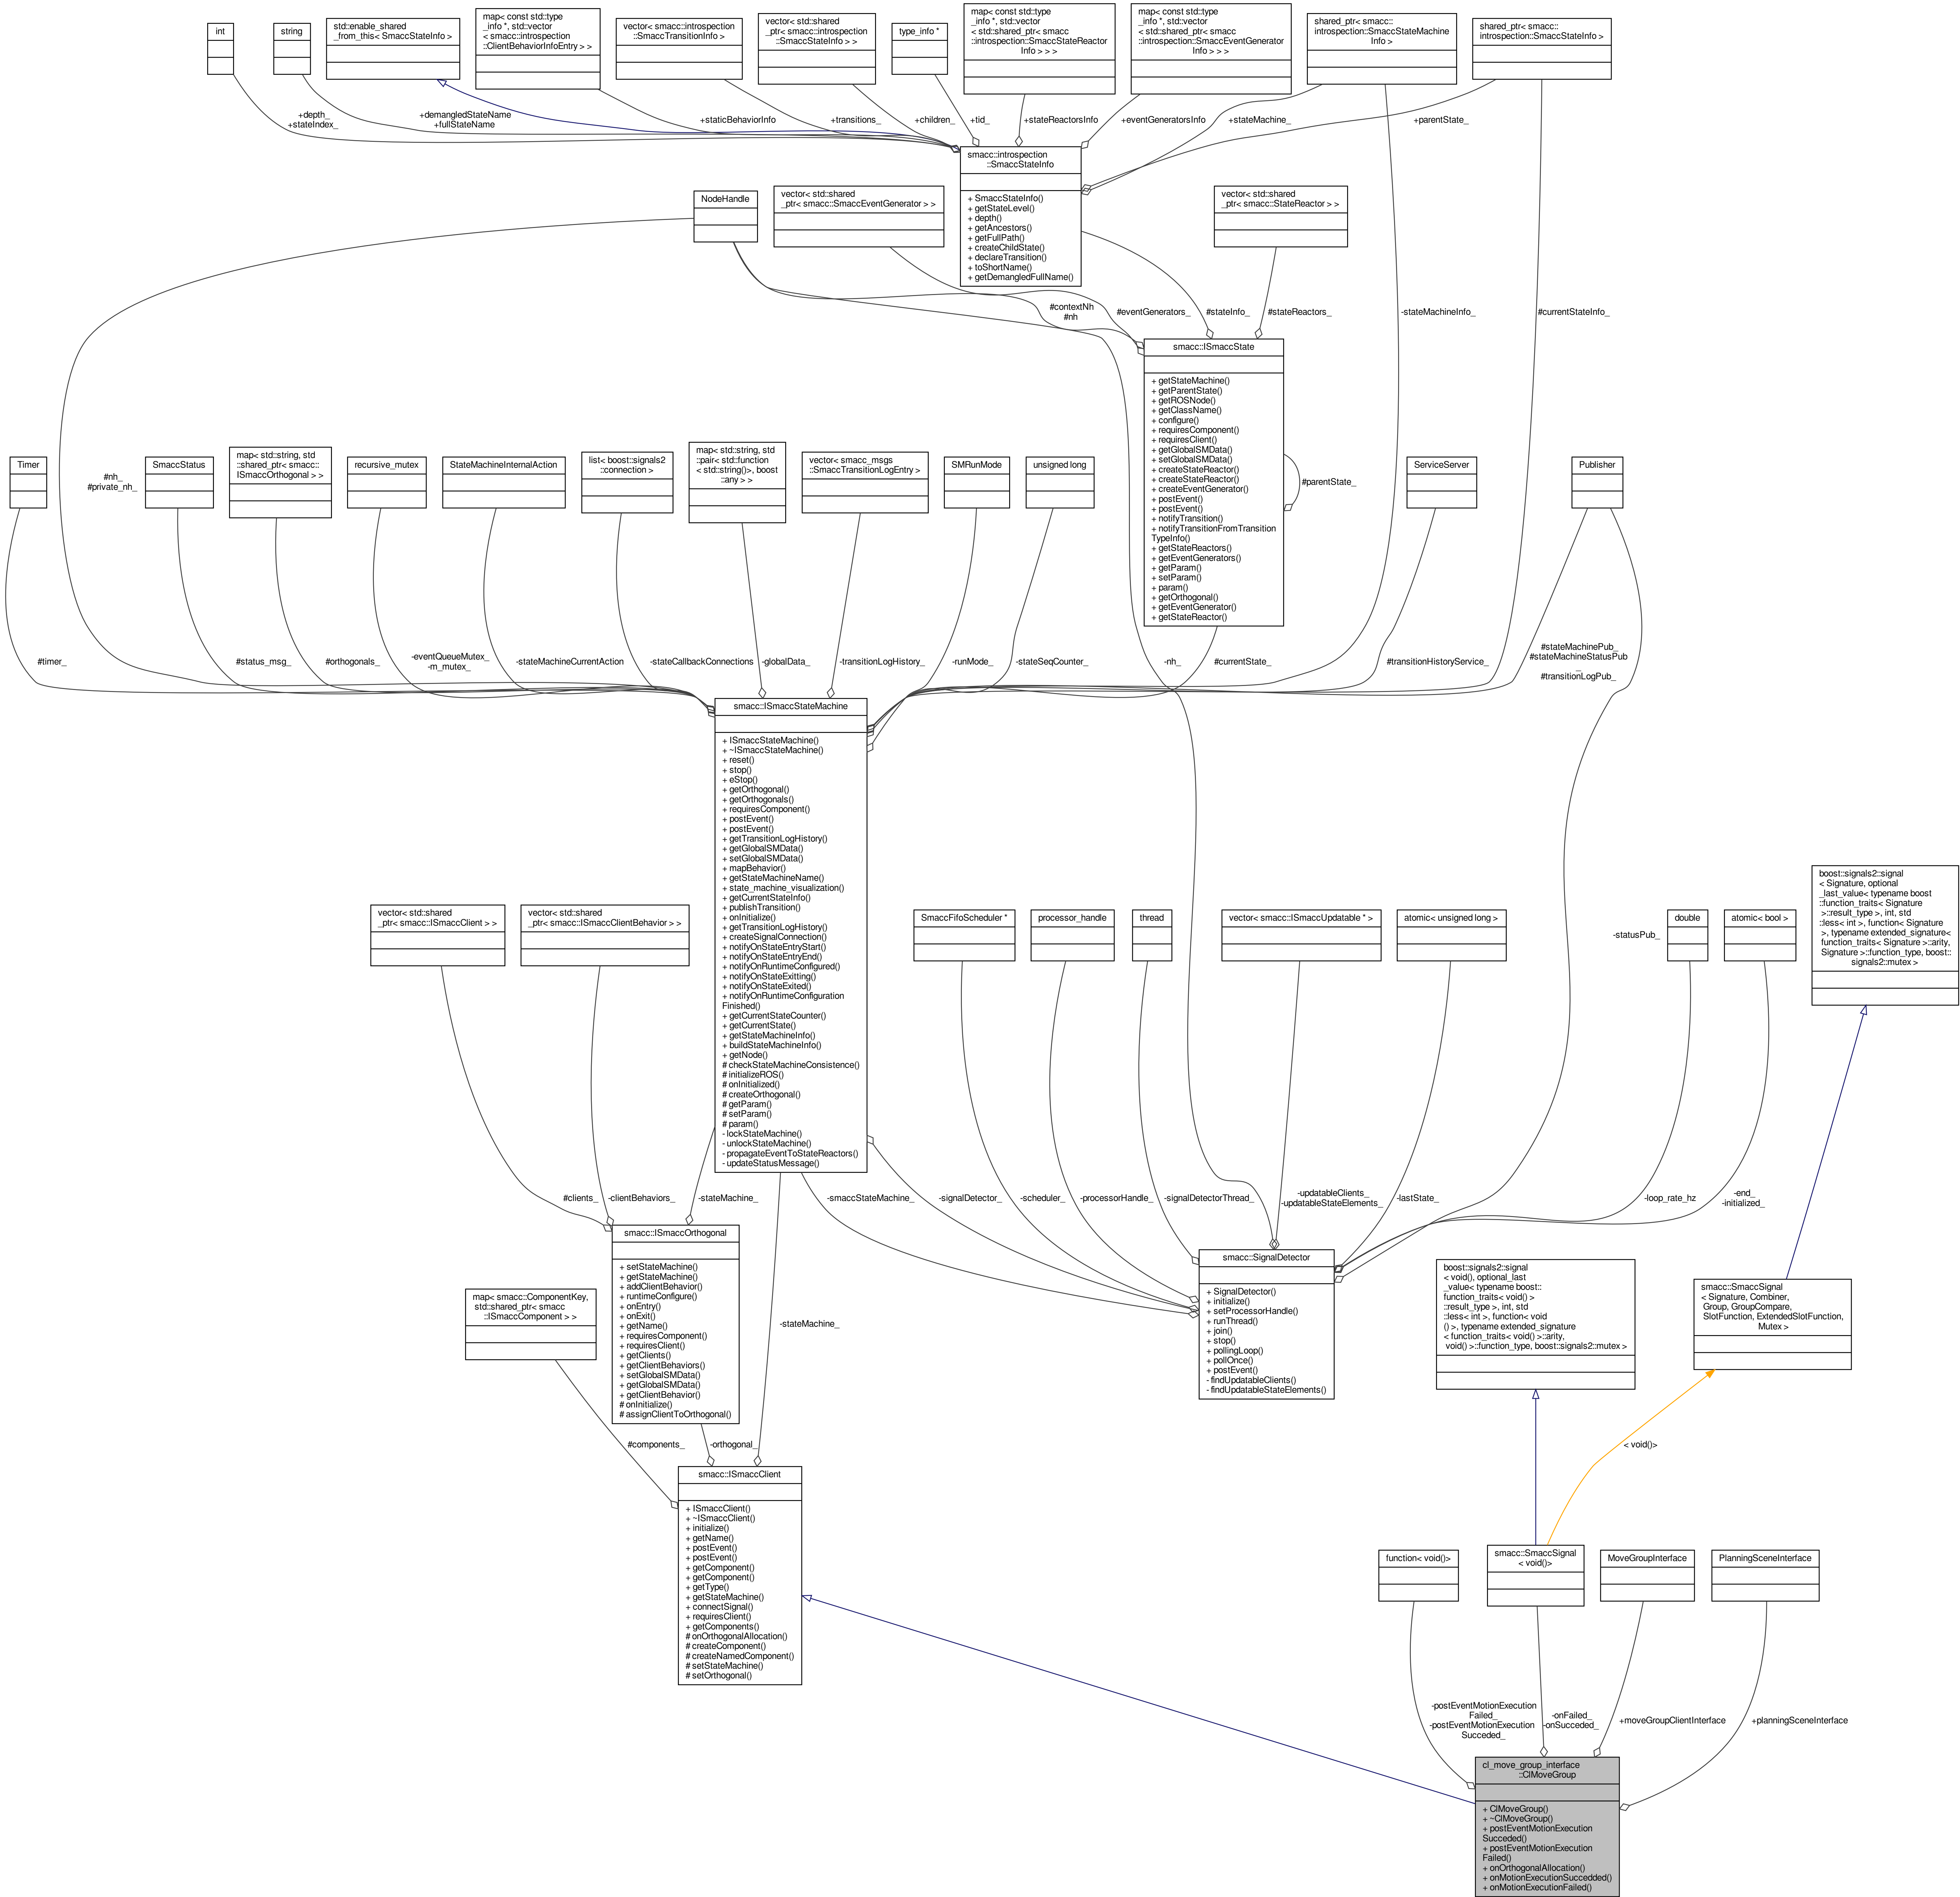 int
string
std::enable_shared
_from_this< SmaccStateInfo >
map< const std::type
_info *, std::vector
< smacc::introspection
::ClientBehaviorInfoEntry > >
vector< smacc::introspection
::SmaccTransitionInfo >
vector< std::shared
_ptr< smacc::introspection
::SmaccStateInfo > >
type_info *
map< const std::type
_info *, std::vector
< std::shared_ptr< smacc
::introspection::SmaccStateReactor
Info > > >
map< const std::type
_info *, std::vector
< std::shared_ptr< smacc
::introspection::SmaccEventGenerator
Info > > >
shared_ptr< smacc::
introspection::SmaccStateMachine
Info >
shared_ptr< smacc::
introspection::SmaccStateInfo >
+depth_
+stateIndex_
+demangledStateName
+fullStateName
+staticBehaviorInfo
+transitions_
+children_
+tid_
+stateReactorsInfo
+eventGeneratorsInfo
+stateMachine_
+parentState_
smacc::introspection
::SmaccStateInfo
+ SmaccStateInfo()
+ getStateLevel()
+ depth()
+ getAncestors()
+ getFullPath()
+ createChildState()
+ declareTransition()
+ toShortName()
+ getDemangledFullName()
NodeHandle
vector< std::shared
_ptr< smacc::SmaccEventGenerator > >
vector< std::shared
_ptr< smacc::StateReactor > >
#contextNh
#nh
#eventGenerators_
#stateInfo_
#stateReactors_
-stateMachineInfo_
#currentStateInfo_
smacc::ISmaccState
+ getStateMachine()
+ getParentState()
+ getROSNode()
+ getClassName()
+ configure()
+ requiresComponent()
+ requiresClient()
+ getGlobalSMData()
+ setGlobalSMData()
+ createStateReactor()
+ createStateReactor()
+ createEventGenerator()
+ postEvent()
+ postEvent()
+ notifyTransition()
+ notifyTransitionFromTransition
TypeInfo()
+ getStateReactors()
+ getEventGenerators()
+ getParam()
+ setParam()
+ param()
+ getOrthogonal()
+ getEventGenerator()
+ getStateReactor()
#parentState_
Timer
#nh_
#private_nh_
SmaccStatus
map< std::string, std
::shared_ptr< smacc::
ISmaccOrthogonal > >
recursive_mutex
StateMachineInternalAction
list< boost::signals2
::connection >
map< std::string, std
::pair< std::function
< std::string()>, boost
::any > >
vector< smacc_msgs
::SmaccTransitionLogEntry >
SMRunMode
unsigned long
ServiceServer
Publisher
#timer_
#status_msg_
#orthogonals_
-eventQueueMutex_
-m_mutex_
-stateMachineCurrentAction
-stateCallbackConnections
-globalData_
-transitionLogHistory_
-runMode_
-stateSeqCounter_
-nh_
#currentState_
#transitionHistoryService_
#stateMachinePub_
#stateMachineStatusPub
_
#transitionLogPub_
smacc::ISmaccStateMachine
+ ISmaccStateMachine()
+ ~ISmaccStateMachine()
+ reset()
+ stop()
+ eStop()
+ getOrthogonal()
+ getOrthogonals()
+ requiresComponent()
+ postEvent()
+ postEvent()
+ getTransitionLogHistory()
+ getGlobalSMData()
+ setGlobalSMData()
+ mapBehavior()
+ getStateMachineName()
+ state_machine_visualization()
+ getCurrentStateInfo()
+ publishTransition()
+ onInitialize()
+ getTransitionLogHistory()
+ createSignalConnection()
+ notifyOnStateEntryStart()
+ notifyOnStateEntryEnd()
+ notifyOnRuntimeConfigured()
+ notifyOnStateExitting()
+ notifyOnStateExited()
+ notifyOnRuntimeConfiguration
Finished()
+ getCurrentStateCounter()
+ getCurrentState()
+ getStateMachineInfo()
+ buildStateMachineInfo()
+ getNode()
# checkStateMachineConsistence()
# initializeROS()
# onInitialized()
# createOrthogonal()
# getParam()
# setParam()
# param()
- lockStateMachine()
- unlockStateMachine()
- propagateEventToStateReactors()
- updateStatusMessage()
vector< std::shared
_ptr< smacc::ISmaccClient > >
vector< std::shared
_ptr< smacc::ISmaccClientBehavior > >
SmaccFifoScheduler *
processor_handle
thread
vector< smacc::ISmaccUpdatable * >
atomic< unsigned long >
-statusPub_
double
atomic< bool >
boost::signals2::signal
< Signature, optional
_last_value< typename boost
::function_traits< Signature
>::result_type >, int, std
::less< int >, function< Signature
>, typename extended_signature<
function_traits< Signature >::arity,
Signature >::function_type, boost::
signals2::mutex >
#clients_
-clientBehaviors_
-stateMachine_
-smaccStateMachine_
-signalDetector_
-scheduler_
-processorHandle_
-signalDetectorThread_
-updatableClients_
-updatableStateElements_
-lastState_
-loop_rate_hz
-end_
-initialized_
smacc::ISmaccOrthogonal
+ setStateMachine()
+ getStateMachine()
+ addClientBehavior()
+ runtimeConfigure()
+ onEntry()
+ onExit()
+ getName()
+ requiresComponent()
+ requiresClient()
+ getClients()
+ getClientBehaviors()
+ setGlobalSMData()
+ getGlobalSMData()
+ getClientBehavior()
# onInitialize()
# assignClientToOrthogonal()
map< smacc::ComponentKey,
std::shared_ptr< smacc
::ISmaccComponent > >
-stateMachine_
smacc::SignalDetector
+ SignalDetector()
+ initialize()
+ setProcessorHandle()
+ runThread()
+ join()
+ stop()
+ pollingLoop()
+ pollOnce()
+ postEvent()
- findUpdatableClients()
- findUpdatableStateElements()
boost::signals2::signal
< void(), optional_last
_value< typename boost::
function_traits< void() >
::result_type >, int, std
::less< int >, function< void
() >, typename extended_signature
< function_traits< void() >::arity,
void() >::function_type, boost::signals2::mutex >
smacc::SmaccSignal
< Signature, Combiner,
Group, GroupCompare,
SlotFunction, ExtendedSlotFunction,
Mutex >
#components_
-orthogonal_
< void()>
smacc::ISmaccClient
+ ISmaccClient()
+ ~ISmaccClient()
+ initialize()
+ getName()
+ postEvent()
+ postEvent()
+ getComponent()
+ getComponent()
+ getType()
+ getStateMachine()
+ connectSignal()
+ requiresClient()
+ getComponents()
# onOrthogonalAllocation()
# createComponent()
# createNamedComponent()
# setStateMachine()
# setOrthogonal()
function< void()>
smacc::SmaccSignal
< void()>
MoveGroupInterface
PlanningSceneInterface
-postEventMotionExecution
Failed_
-postEventMotionExecution
Succeded_
-onFailed_
-onSucceded_
+moveGroupClientInterface
+planningSceneInterface
cl_move_group_interface
::ClMoveGroup
+ ClMoveGroup()
+ ~ClMoveGroup()
+ postEventMotionExecution
Succeded()
+ postEventMotionExecution
Failed()
+ onOrthogonalAllocation()
+ onMotionExecutionSuccedded()
+ onMotionExecutionFailed()